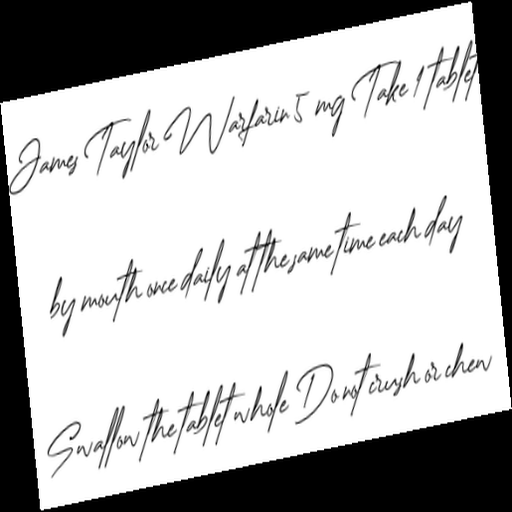 James Taylor Warfarin 5 mg Take 1 tablet
by mouth once daily at the same time each day
Swallow the tablet whole Do not crush or chew